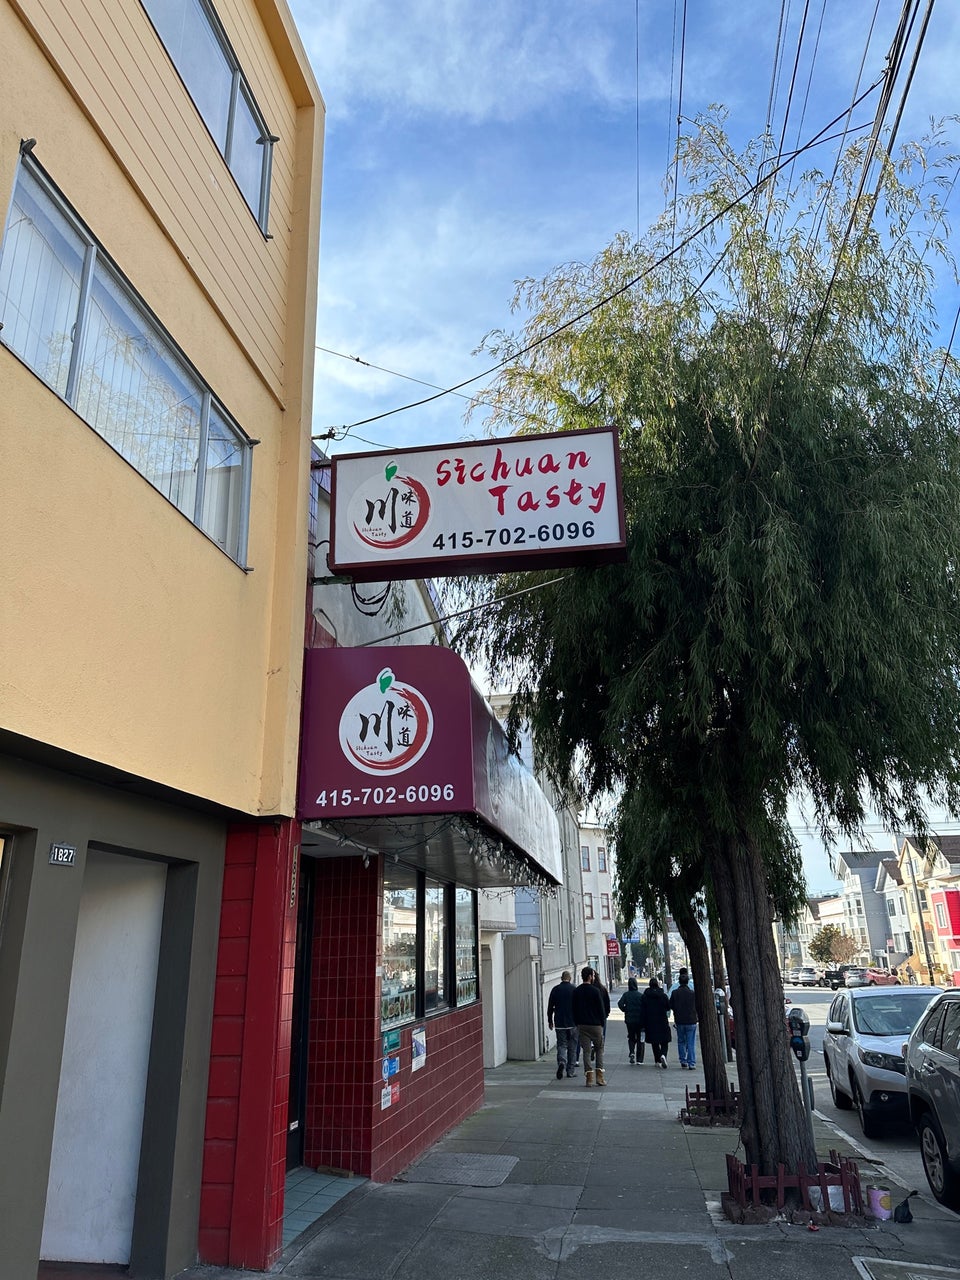 川 味
道
Sichuan
Tasty
Sichuan
Tasty
415-702-6096
川 味
道
Sichuan
Tasty
415-702-6096
1827
1823